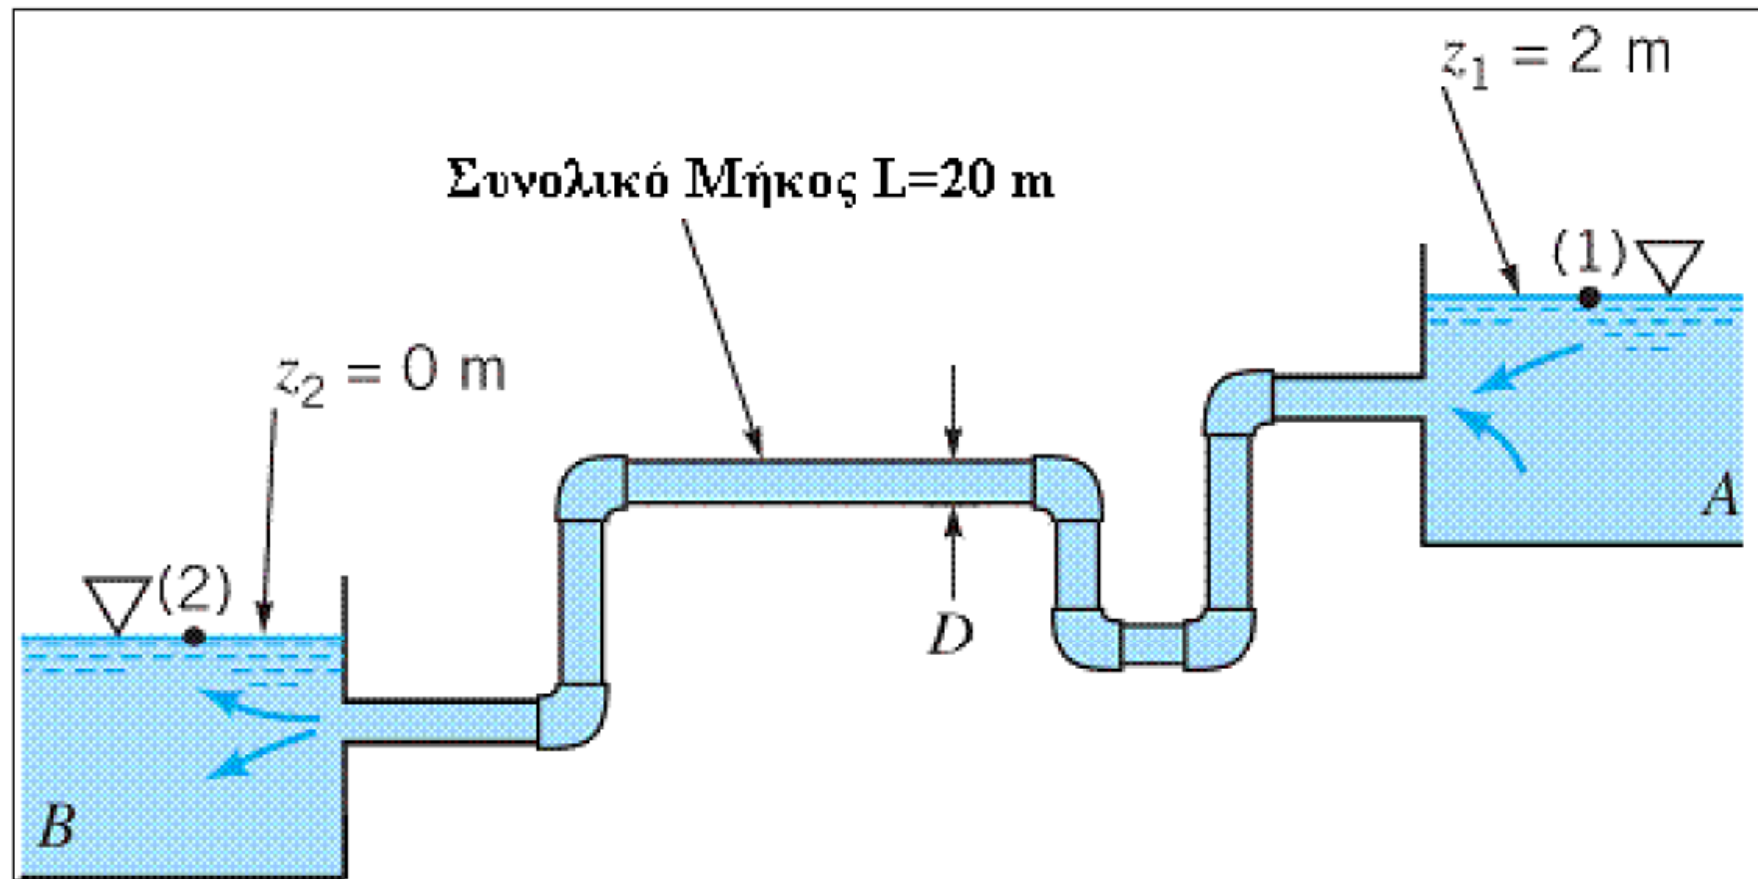 z₁ = 2 m
Συνολικό Μήκος L=20 m
(1)
z₂ = 0 m
A
(2)
D
B